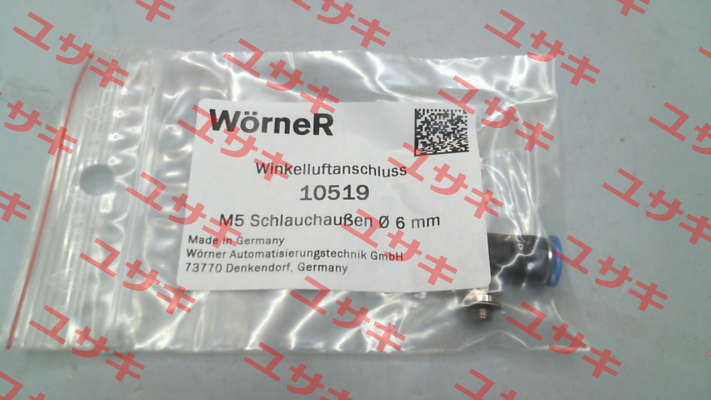 WörneR
Winkelluftanschluss
10519
M5 Schlauchaußen Ø 6 mm
Made in Germany
Wörner Automatisierungstechnik GmbH
73770 Denkendorf, Germany
ユサキ